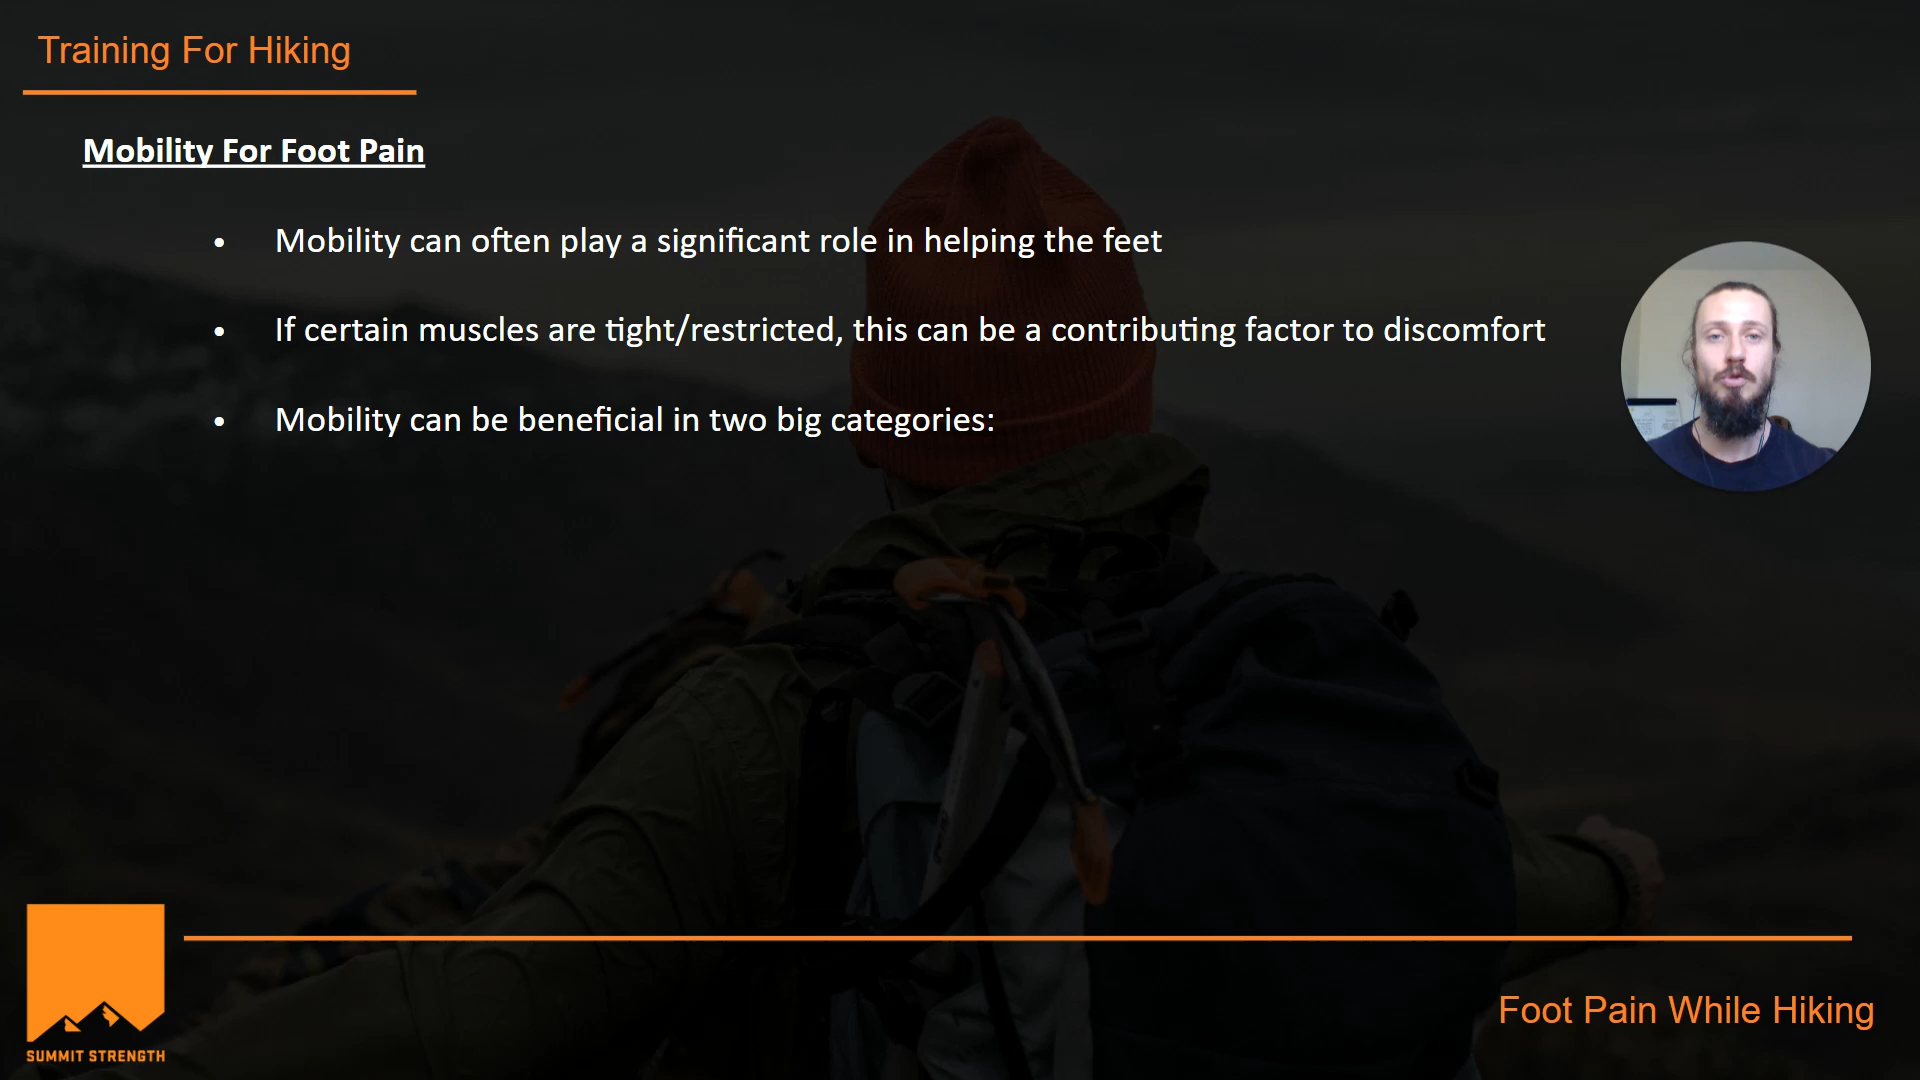 Training For Hiking
Mobility For Foot Pain
• Mobility can often play a significant role in helping the feet
• If certain muscles are tight/restricted, this can be a contributing factor to discomfort
• Mobility can be beneficial in two big categories:
SUMMIT STRENGTH
Foot Pain While Hiking